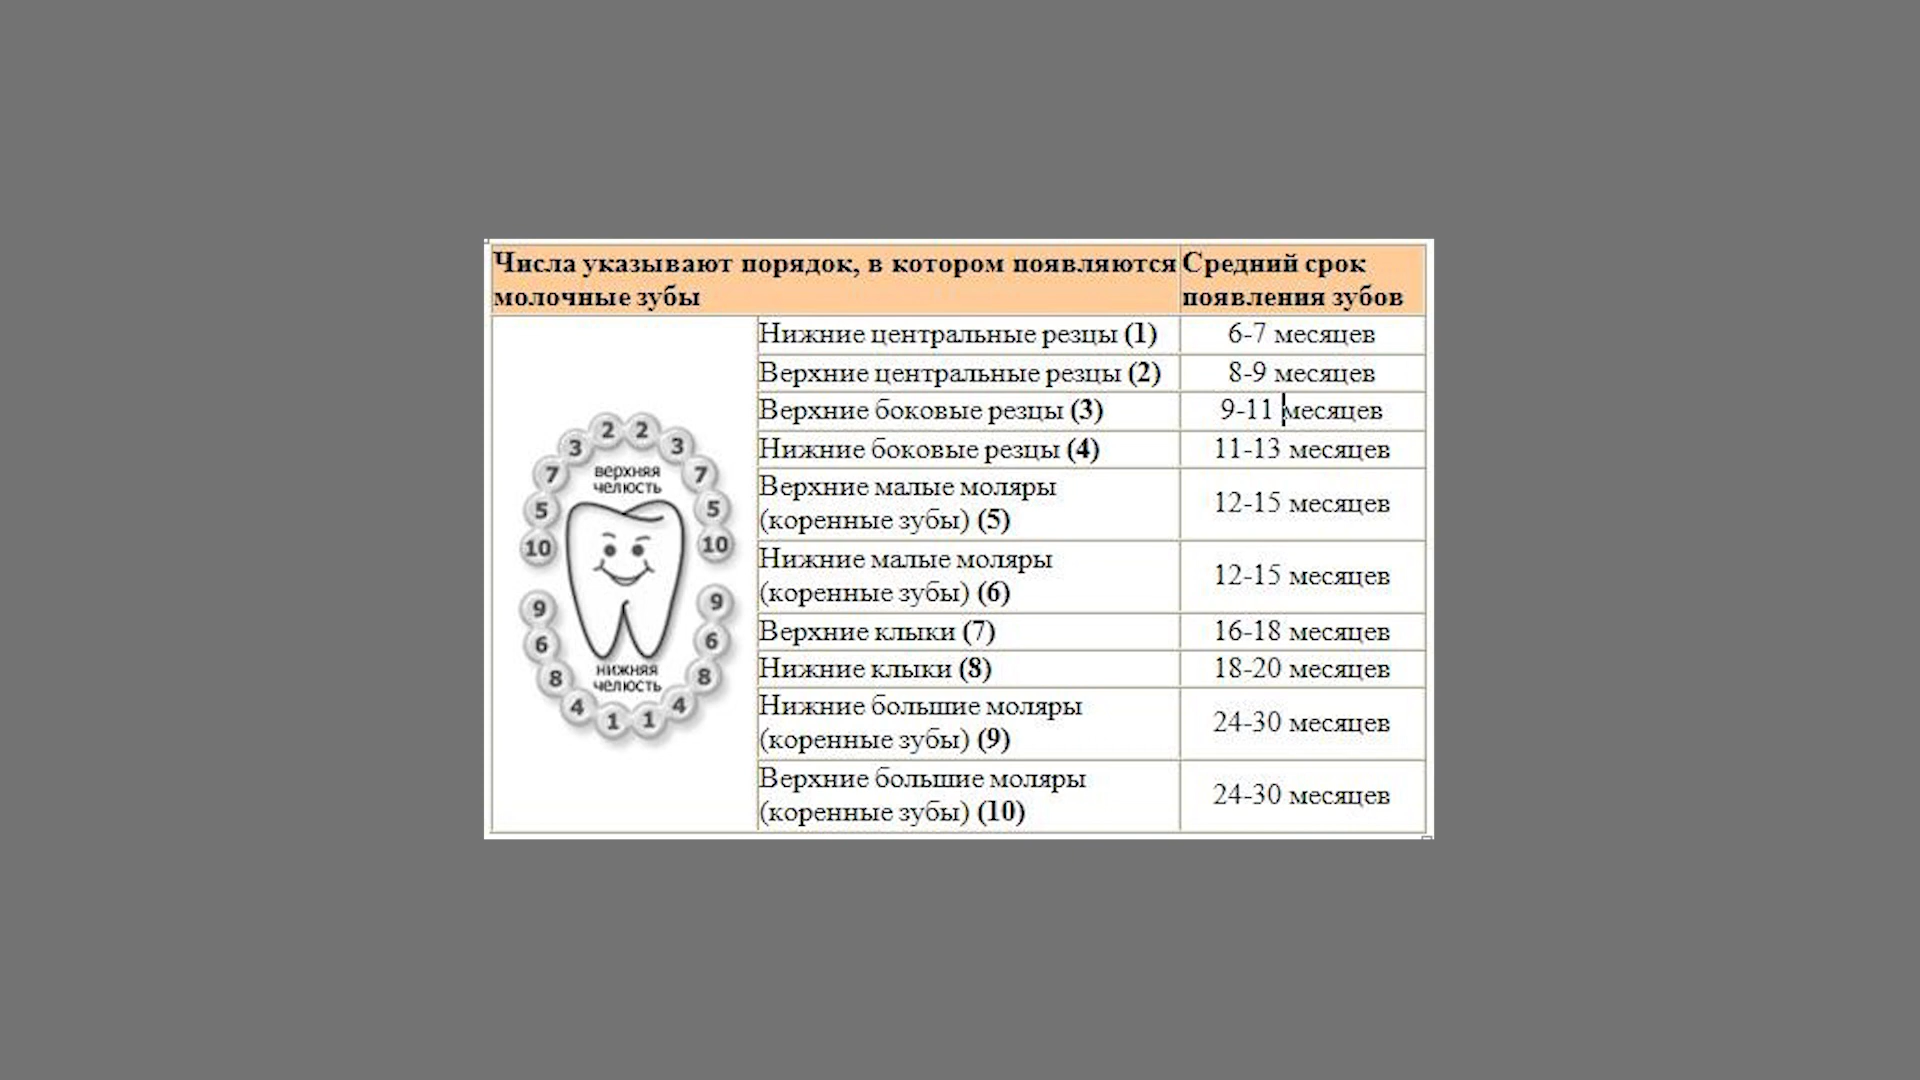 Числа указывают порядок, в котором появляются
молочные зубы
Средний срок
появления зубов
Нижние центральные резцы (1)
6-7 месяцев
Верхние центральные резцы (2)
8-9 месяцев
Верхние боковые резцы (3)
9-11 месяцев
Нижние боковые резцы (4)
11-13 месяцев
Верхние малые моляры
(коренные зубы) (5)
12-15 месяцев
Нижние малые моляры
(коренные зубы) (6)
12-15 месяцев
Верхние клыки (7)
16-18 месяцев
Нижние клыки (8)
18-20 месяцев
Нижние большие моляры
(коренные зубы) (9)
24-30 месяцев
Верхние большие моляры
(коренные зубы) (10)
24-30 месяцев
2 2
3 3
7 7
верхняя
челюсть
5 5
10 10
9 9
6 6
нижняя
челюсть
8 8
4 4
1 1